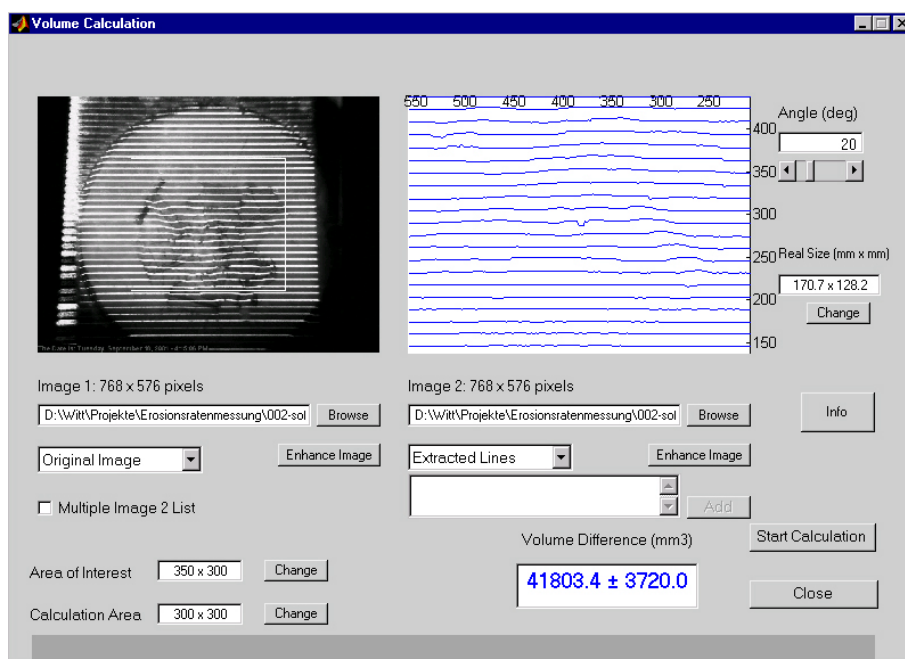 Volume Calculation
550 500 450 400 350 300 250
400
350
300
250
200
150
Angle (deg)
20
Real Size (mm x mm)
170.7 x 128.2
Change
Image 1: 768 x 576 pixels
D:\Witt\Projekte\Erosionsratenmessung\002-sol
Browse
Image 2: 768 x 576 pixels
D:\Witt\Projekte\Erosionsratenmessung\002-sol
Browse
Info
Original Image
Enhance Image
Extracted Lines
Enhance Image
Multiple Image 2 List
Add
Volume Difference (mm3)
41803.4 ± 3720.0
Start Calculation
Close
Area of Interest
350 x 300
Change
Calculation Area
300 x 300
Change